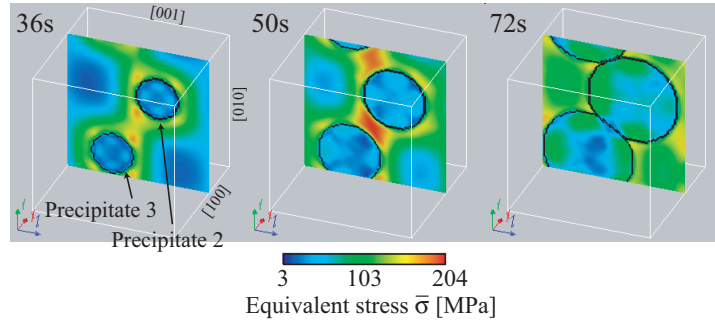 36s
[001]
50s
72s
[010]
[100]
Precipitate 3
Precipitate 2
3
103
204
Equivalent stress σ̅ [MPa]